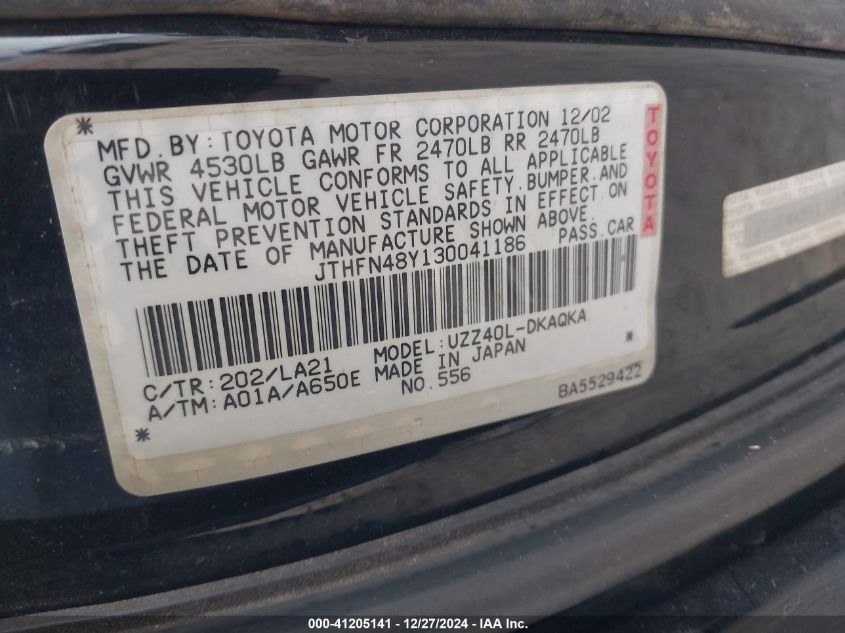 MFD. BY: TOYOTA MOTOR CORPORATION 12/02
GVWR 4530LB GAWR FR 2470LB RR 2470LB
THIS VEHICLE CONFORMS TO ALL APPLICABLE
FEDERAL MOTOR VEHICLE SAFETY, BUMPER, AND
THEFT PREVENTION STANDARDS IN EFFECT ON
THE DATE OF MANUFACTURE SHOWN ABOVE.
JTHFN48Y130041186 PASS. CAR
C/TR: 202/LA21 MODEL: UZZ40L-DKAQKA
A/TM: A01A/A650E MADE IN JAPAN
NO. 556 BA5529422
TOYOTA
000-41205141 - 12/27/2024 - IAA Inc.